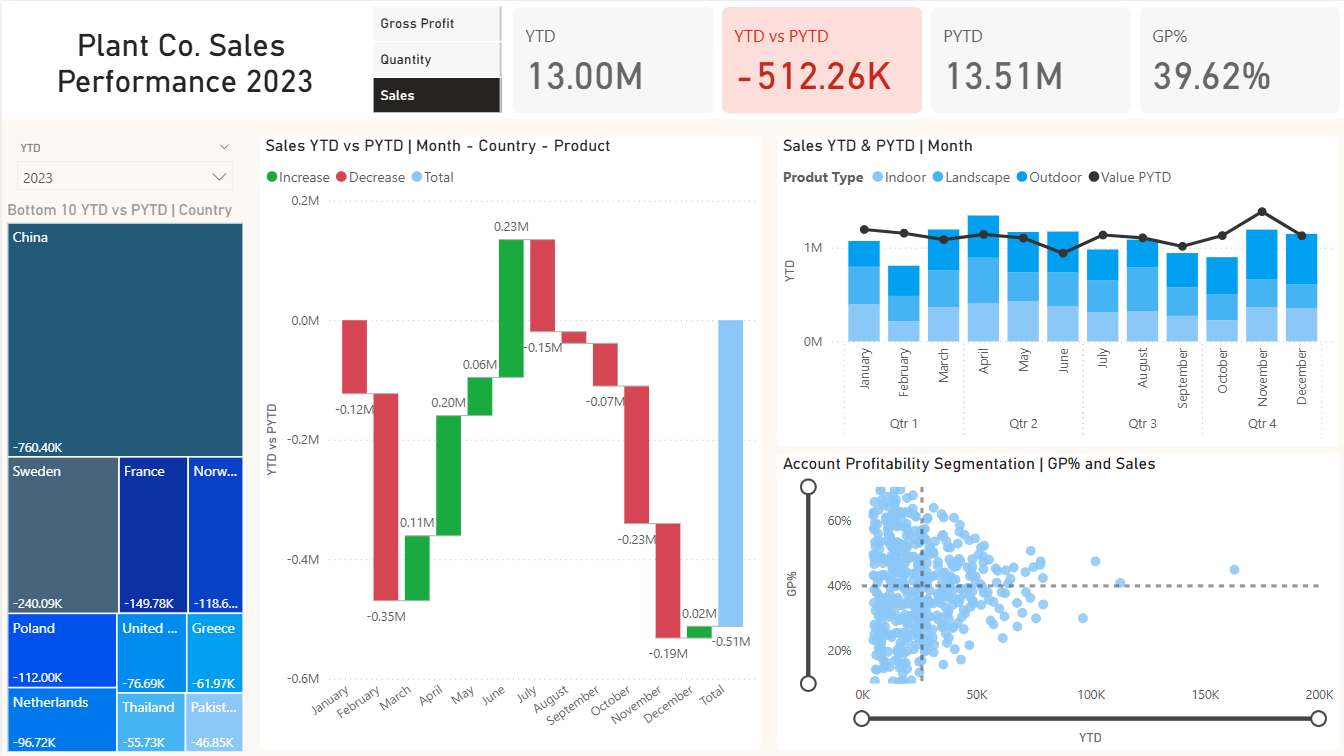 Plant Co. Sales
Performance 2023
Gross Profit
Quantity
Sales
YTD
13.00M
YTD vs PYTD
-512.26K
PYTD
13.51M
GP%
39.62%
YTD
2023
Bottom 10 YTD vs PYTD | Country
China
-760.40K
Sweden
-240.09K
France
-149.78K
Norw...
-118.6...
Poland
-112.00K
United ...
-76.69K
Greece
-61.97K
Netherlands
-96.72K
Thailand
-55.73K
Pakist...
-46.85K
Sales YTD vs PYTD | Month - Country - Product
Increase Decrease Total
YTD vs PYTD
0.2M
0.0M
-0.2M
-0.4M
-0.6M
-0.12M
-0.35M
0.11M
0.20M
0.06M
0.23M
-0.15M
-0.07M
-0.23M
-0.19M
0.02M
-0.51M
January
February
March
April
May
June
July
August
September
October
November
December
Total
Sales YTD & PYTD | Month
Produt Type Indoor Landscape Outdoor Value PYTD
YTD
1M
0M
January
February
March
April
May
June
July
August
September
October
November
December
Qtr 1
Qtr 2
Qtr 3
Qtr 4
Account Profitability Segmentation | GP% and Sales
GP%
60%
40%
20%
0K
50K
100K
150K
200K
YTD